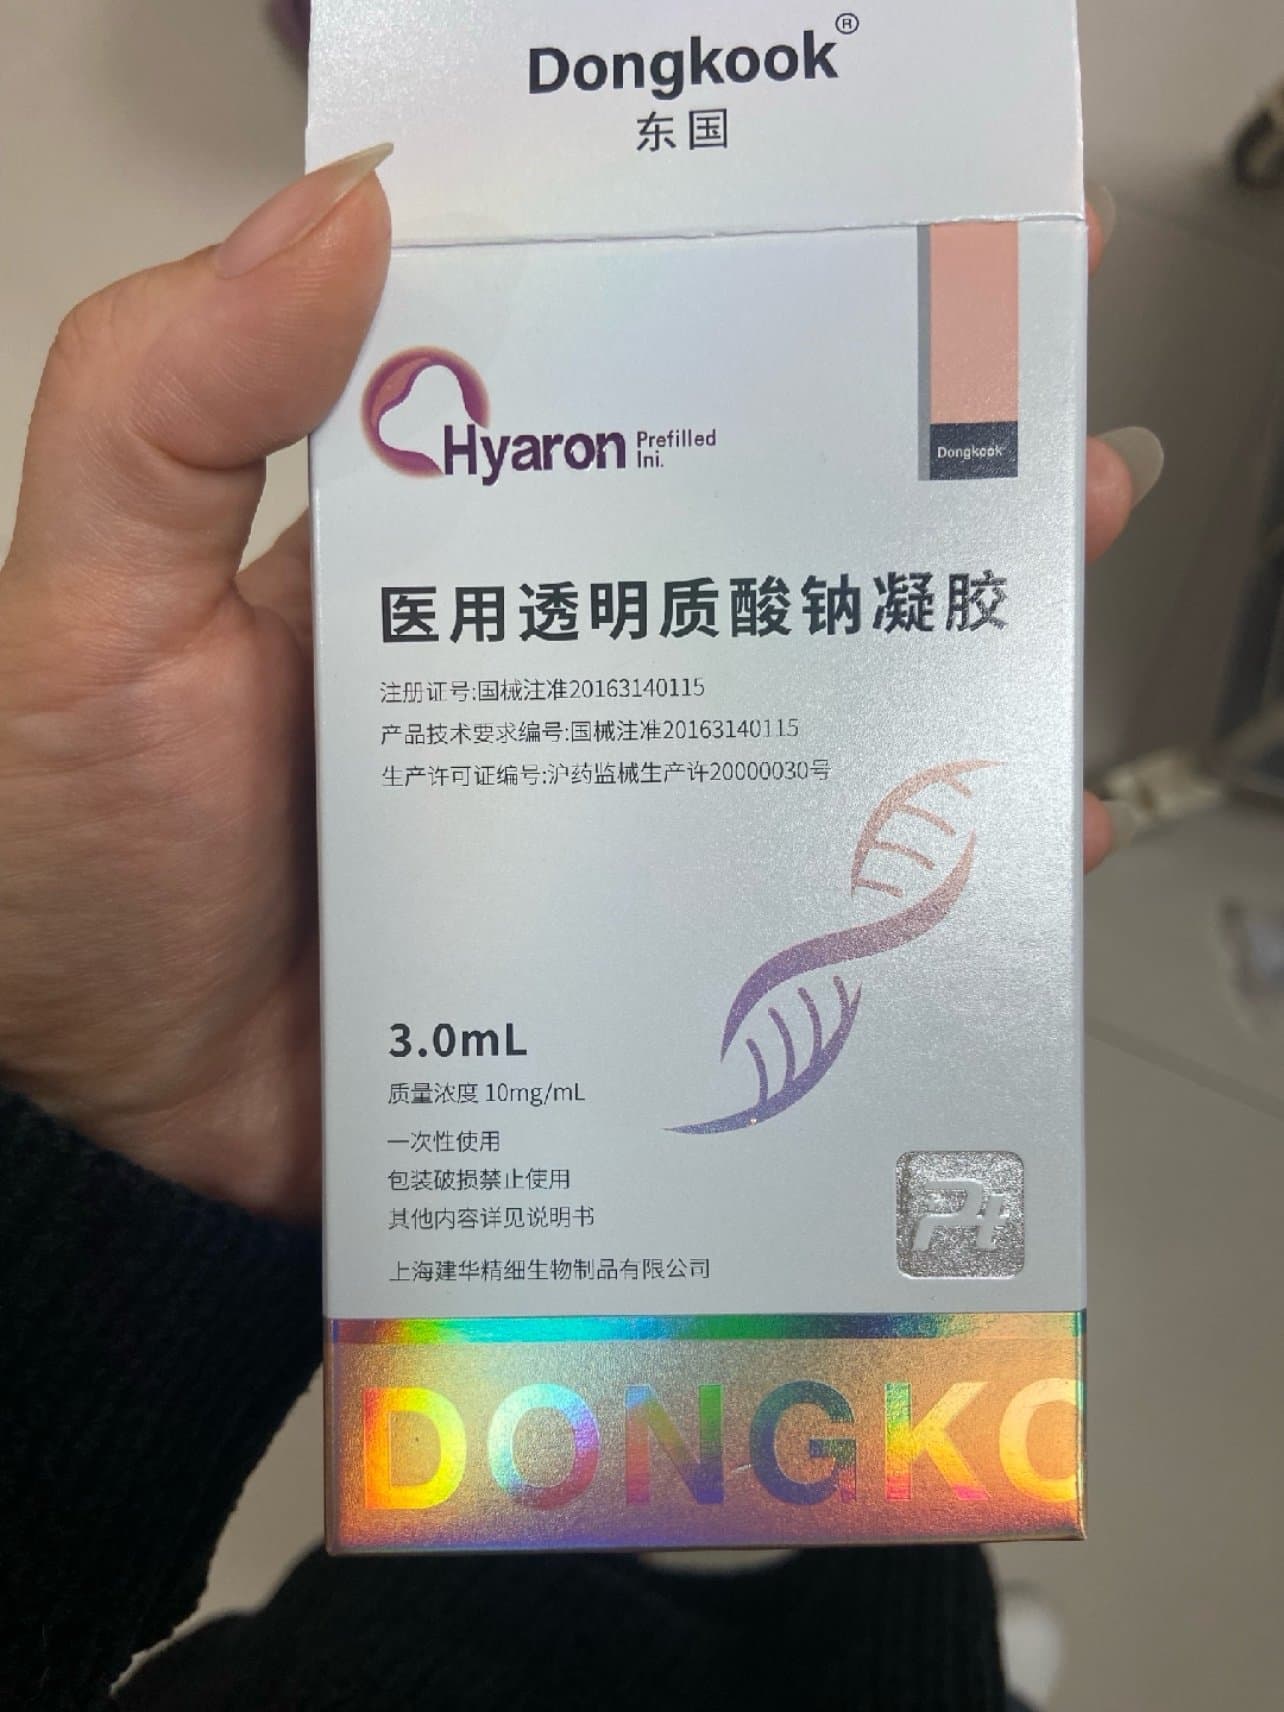 Dongkook®
东国
Hyaron Prefilled
Ini.
Dongkook
医用透明质酸钠凝胶
注册证号:国械注准20163140115
产品技术要求编号:国械注准20163140115
生产许可证编号:沪药监械生产许20000030号
3.0mL
质量浓度 10mg/mL
一次性使用
包装破损禁止使用
其他内容详见说明书
上海建华精细生物制品有限公司
DONGKO